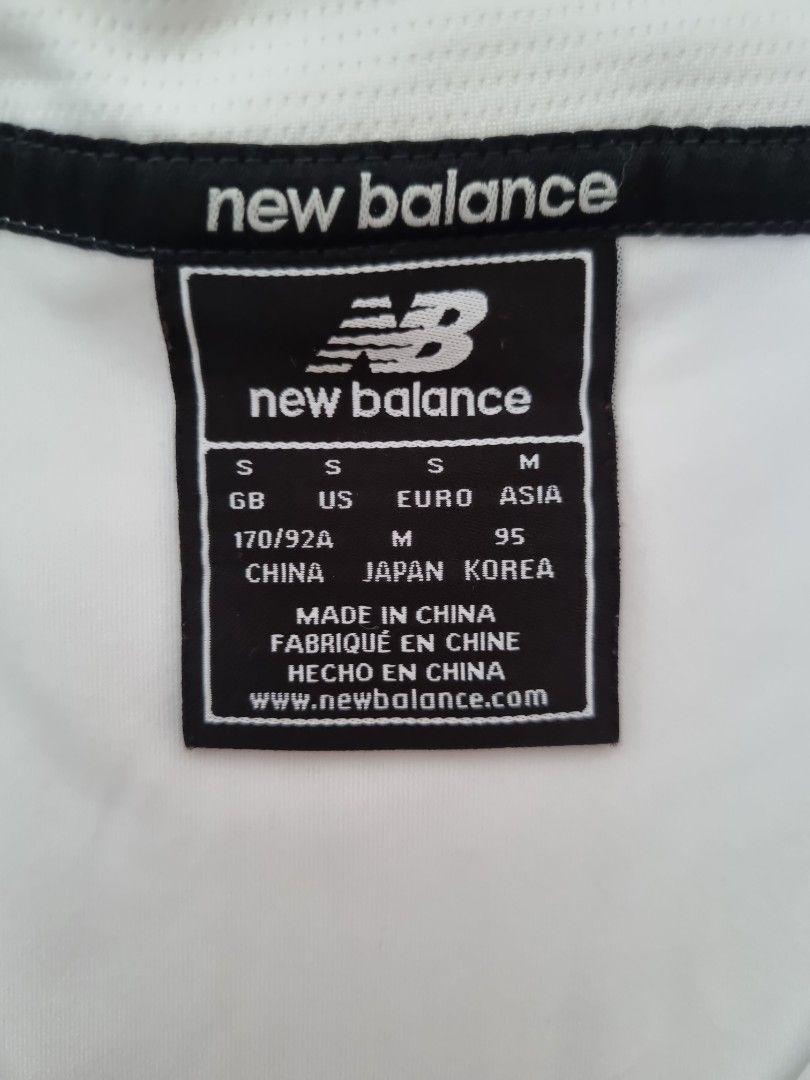 new balance
NB
new balance
S S S M
GB US EURO ASIA
170/92A M 95
CHINA JAPAN KOREA
MADE IN CHINA
FABRIQUÉ EN CHINE
HECHO EN CHINA
www.newbalance.com